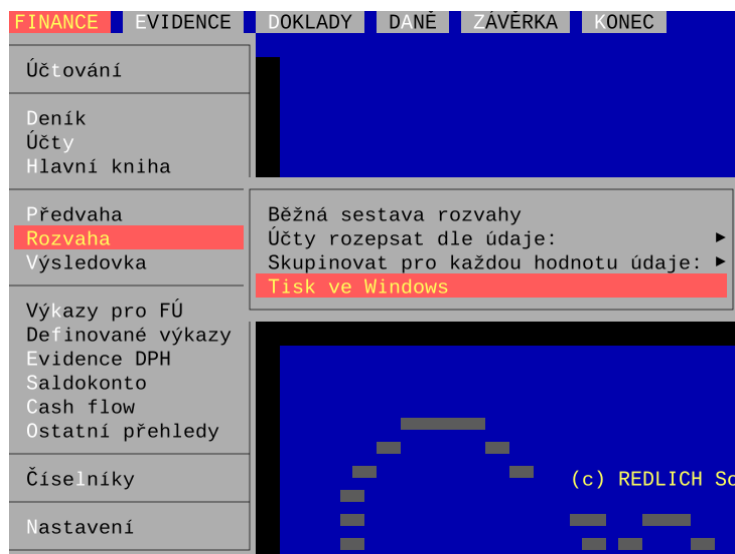 FINANCE EVIDENCE DOKLADY DANĚ ZÁVĚRKA KONEC
Účtování
Deník
Účty
Hlavní kniha
Předvaha
Rozvaha
Výsledovka
Běžná sestava rozvahy
Účty rozepsat dle údaje:
Skupinovat pro každou hodnotu údaje:
Tisk ve Windows
Výkazy pro FÚ
Definované výkazy
Evidence DPH
Saldokonto
Cash flow
Ostatní přehledy
Číselníky
Nastavení
(c) REDLICH So